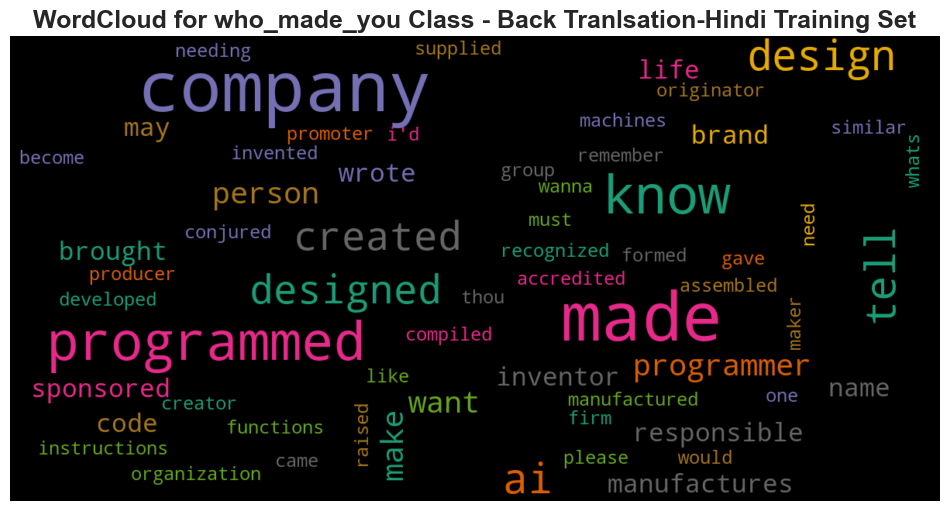 WordCloud for who_made_you Class - Back Tranlsation-Hindi Training Set
needing
supplied
design
company
life
originator
may
promoter
i'd
machines
brand
similar
become
invented
wrote
group
remember
whats
person
wanna
know
conjured
created
must
need
brought
recognized
formed
gave
tell
producer
designed
accredited
assembled
developed
thou
made
maker
programmed
compiled
programmer
sponsored
like
inventor
name
creator
want
manufactured
one
code
functions
raised
make
firm
responsible
instructions
came
please
would
organization
ai
manufactures